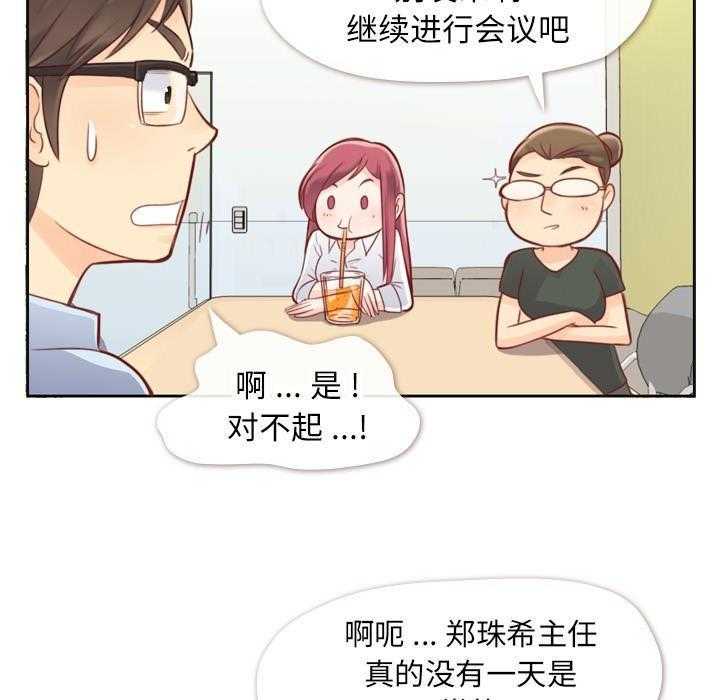 继续进行会议吧
啊 ... 是 !
对不起 ...!
啊呃 ... 郑珠希主任
真的没有一天是